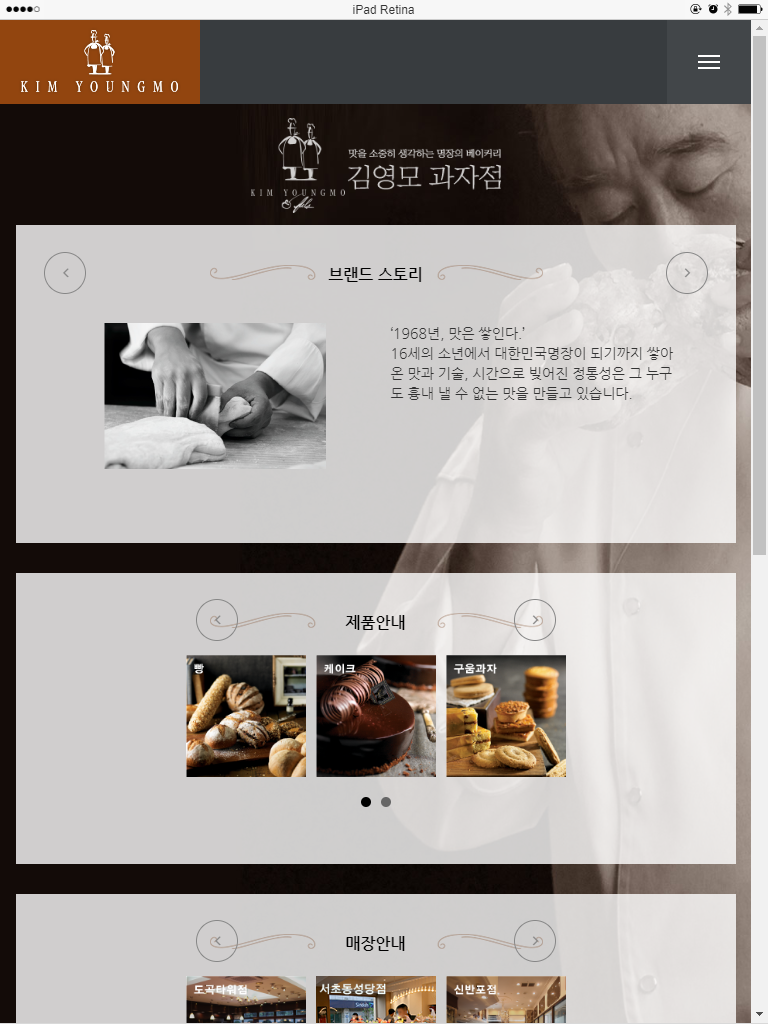 iPad Retina
KIM YOUNGMO
맛을 소중히 생각하는 명장의 베이커리
김영모 과자점
KIM YOUNGMO
브랜드 스토리
‘1968년, 맛은 쌓인다.’
16세의 소년에서 대한민국명장이 되기까지 쌓아
온 맛과 기술, 시간으로 빚어진 정통성은 그 누구
도 흉내 낼 수 없는 맛을 만들고 있습니다.
제품안내
빵
케이크
구움과자
매장안내
도곡타워점
서초동성당점
신반포점